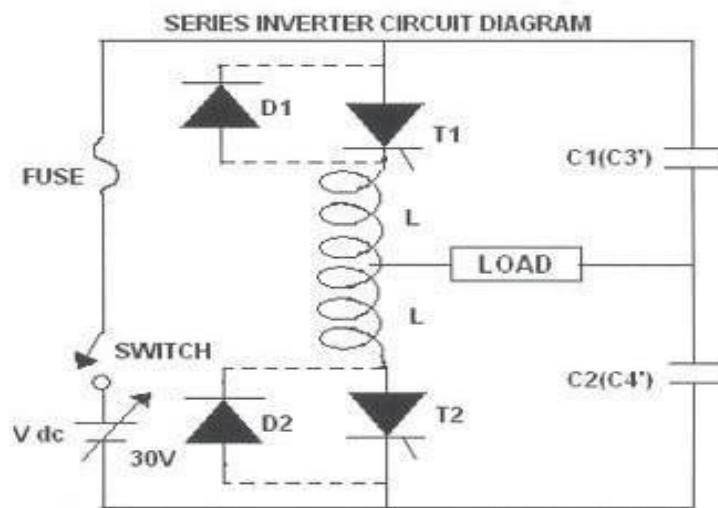 SERIES INVERTER CIRCUIT DIAGRAM
D1
T1
C1(C3')
FUSE
L
LOAD
L
SWITCH
C2(C4')
D2
T2
V dc
30V